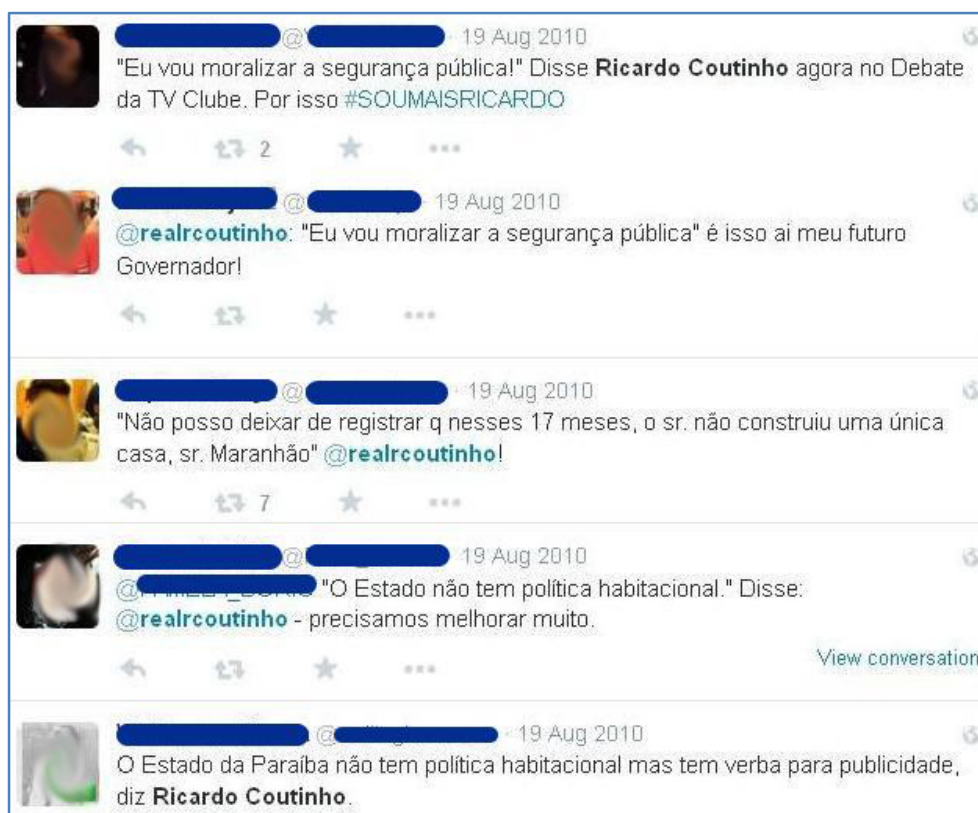 @ · 19 Aug 2010
"Eu vou moralizar a segurança pública!" Disse Ricardo Coutinho agora no Debate
da TV Clube. Por isso #SOUMAISRICARDO
2
@ · 19 Aug 2010
@realrcoutinho: "Eu vou moralizar a segurança pública" é isso ai meu futuro
Governador!
@ · 19 Aug 2010
"Não posso deixar de registrar q nesses 17 meses, o sr. não construiu uma única
casa, sr. Maranhão" @realrcoutinho!
7
@ 19 Aug 2010
@ "O Estado não tem política habitacional." Disse:
@realrcoutinho - precisamos melhorar muito.
View conversation
@ · 19 Aug 2010
O Estado da Paraíba não tem política habitacional mas tem verba para publicidade,
diz Ricardo Coutinho.